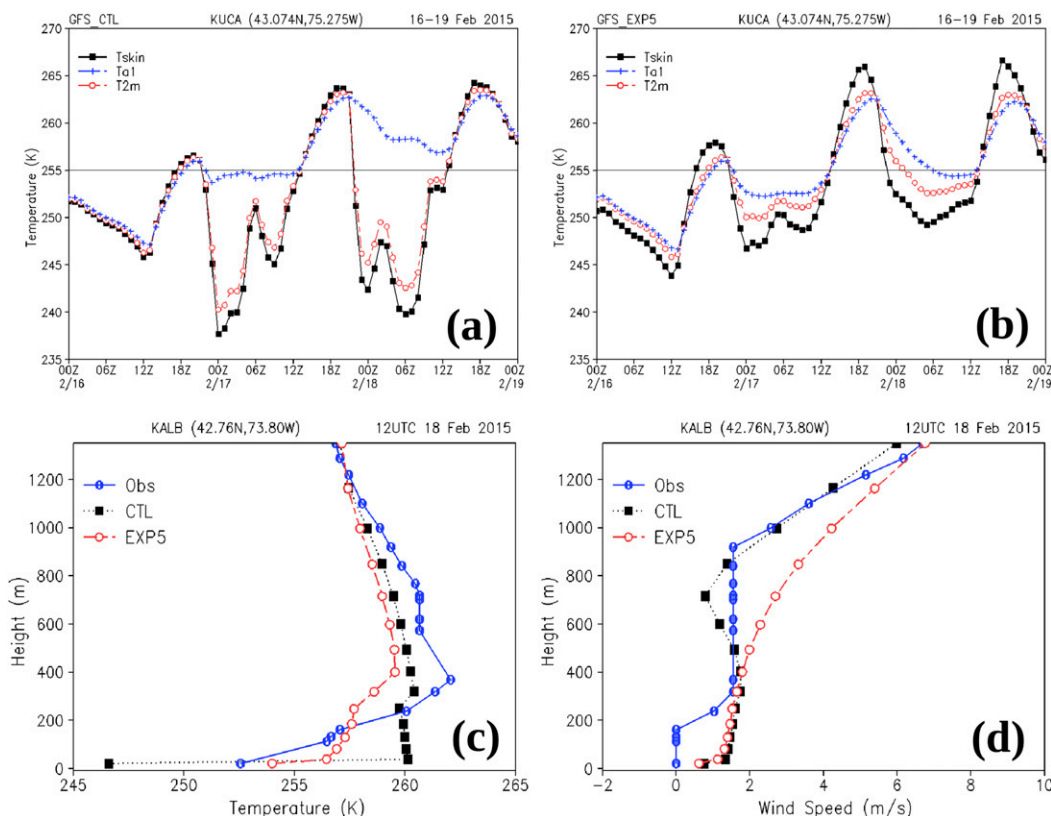 GFS_CTL KUCA (43.074N,75.275W) 16-19 Feb 2015
Temperature (K)
270
265
260
255
250
245
240
235
Tskin
Ta1
T2m
(a)
00Z 06Z 12Z 18Z 00Z 06Z 12Z 18Z 00Z 06Z 12Z 18Z 00Z
2/16 2/17 2/18 2/19
GFS_EXP5 KUCA (43.074N,75.275W) 16-19 Feb 2015
Temperature (K)
270
265
260
255
250
245
240
235
Tskin
Ta1
T2m
(b)
00Z 06Z 12Z 18Z 00Z 06Z 12Z 18Z 00Z 06Z 12Z 18Z 00Z
2/16 2/17 2/18 2/19
KALB (42.76N,73.80W) 12UTC 18 Feb 2015
Height (m)
1200
1000
800
600
400
200
0
Obs
CTL
EXP5
(c)
245 250 255 260 265
Temperature (K)
KALB (42.76N,73.80W) 12UTC 18 Feb 2015
Height (m)
1200
1000
800
600
400
200
0
Obs
CTL
EXP5
(d)
-2 0 2 4 6 8 10
Wind Speed (m/s)